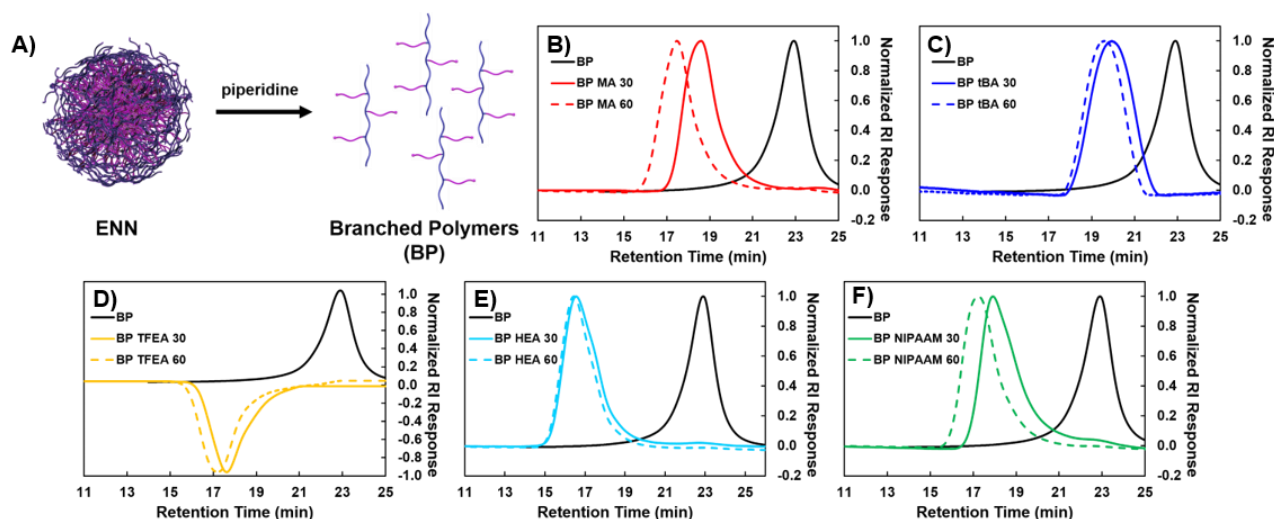 A)
ENN
piperidine
Branched Polymers
(BP)
B)
BP
BP MA 30
BP MA 60
1.0
0.8
0.6
0.4
0.2
0.0
-0.2
Normalized RI Response
11 13 15 17 19 21 23 25
Retention Time (min)
C)
BP
BP tBA 30
BP tBA 60
1.0
0.8
0.6
0.4
0.2
0.0
-0.2
Normalized RI Response
11 13 15 17 19 21 23 25
Retention Time (min)
D)
BP
BP TFEA 30
BP TFEA 60
1.0
0.8
0.6
0.4
0.2
0.0
-0.2
-0.4
-0.6
-0.8
-1.0
Normalized RI Response
11 13 15 17 19 21 23 25
Retention Time (min)
E)
BP
BP HEA 30
BP HEA 60
1.0
0.8
0.6
0.4
0.2
0.0
-0.2
Normalized RI Response
11 13 15 17 19 21 23 25
Retention Time (min)
F)
BP
BP NIPAAM 30
BP NIPAAM 60
1.0
0.8
0.6
0.4
0.2
0.0
-0.2
Normalized RI Response
11 13 15 17 19 21 23 25
Retention Time (min)